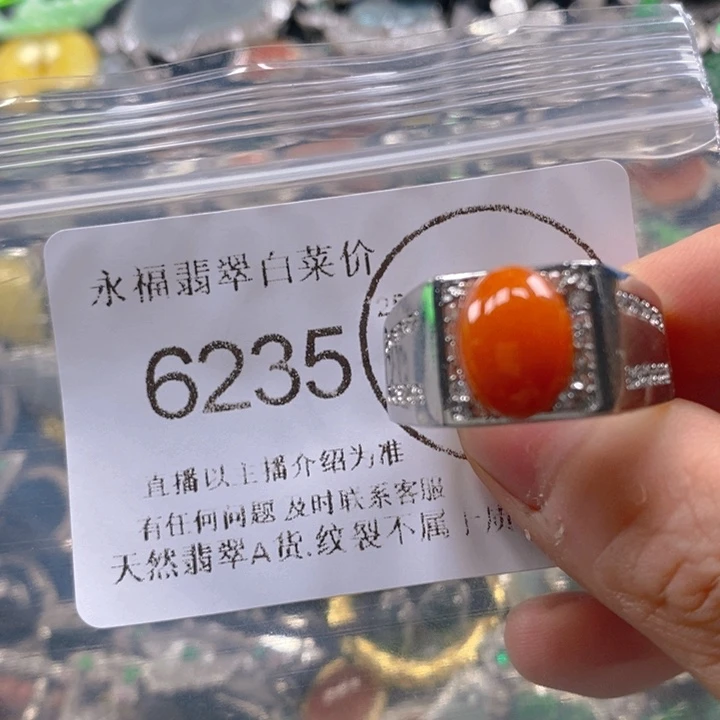 永福翡翠白菜价
6235
直播以主播介绍为准
有任何问题及时联系客服
天然翡翠A货.纹裂不属于质